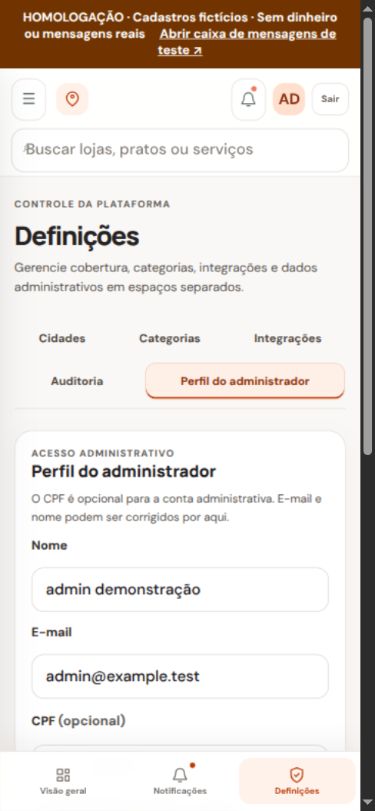 HOMOLOGAÇÃO · Cadastros fictícios · Sem dinheiro
ou mensagens reais Abrir caixa de mensagens de
teste ↗
AD
Sair
Buscar lojas, pratos ou serviços
CONTROLE DA PLATAFORMA
Definições
Gerencie cobertura, categorias, integrações e dados
administrativos em espaços separados.
Cidades Categorias Integrações
Auditoria Perfil do administrador
ACESSO ADMINISTRATIVO
Perfil do administrador
O CPF é opcional para a conta administrativa. E-mail e
nome podem ser corrigidos por aqui.
Nome
admin demonstração
E-mail
admin@example.test
CPF (opcional)
Visão geral Notificações Definições